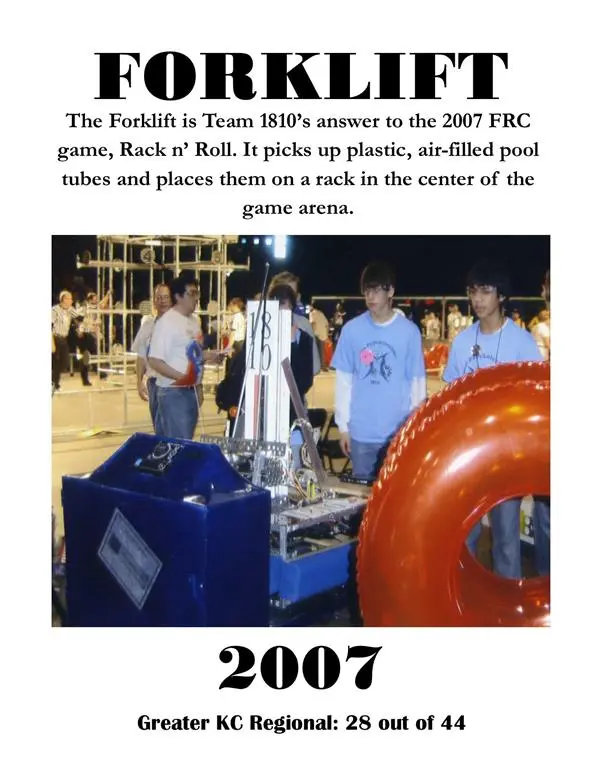 FORKLIFT
The Forklift is Team 1810’s answer to the 2007 FRC
game, Rack n’ Roll. It picks up plastic, air-filled pool
tubes and places them on a rack in the center of the
game arena.
2007
Greater KC Regional: 28 out of 44